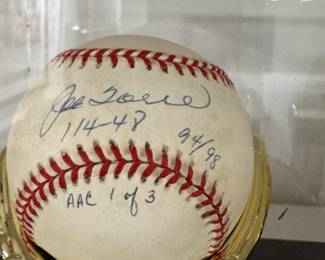 Joe Torre
114-48
94/98
AAC 1 of 3